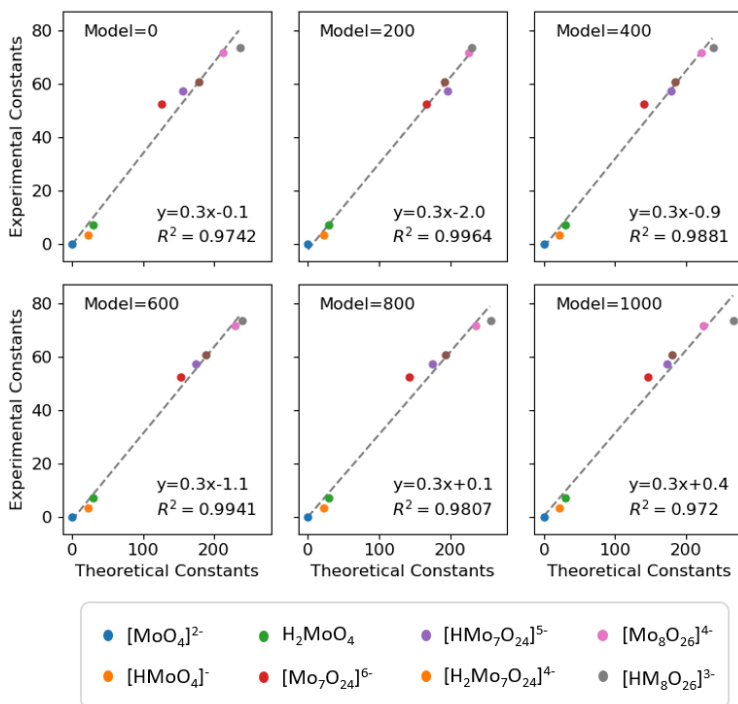 Model=0
Model=200
Model=400
80
60
40
20
0
Experimental Constants
y=0.3x-0.1
R² = 0.9742
y=0.3x-2.0
R² = 0.9964
y=0.3x-0.9
R² = 0.9881
Model=600
Model=800
Model=1000
80
60
40
20
0
Experimental Constants
y=0.3x-1.1
R² = 0.9941
y=0.3x+0.1
R² = 0.9807
y=0.3x+0.4
R² = 0.972
0 100 200
0 100 200
0 100 200
Theoretical Constants
Theoretical Constants
Theoretical Constants
[MoO₄]²⁻
H₂MoO₄
[HMo₇O₂₄]⁵⁻
[Mo₈O₂₆]⁴⁻
[HMoO₄]⁻
[Mo₇O₂₄]⁶⁻
[H₂Mo₇O₂₄]⁴⁻
[HM₈O₂₆]³⁻